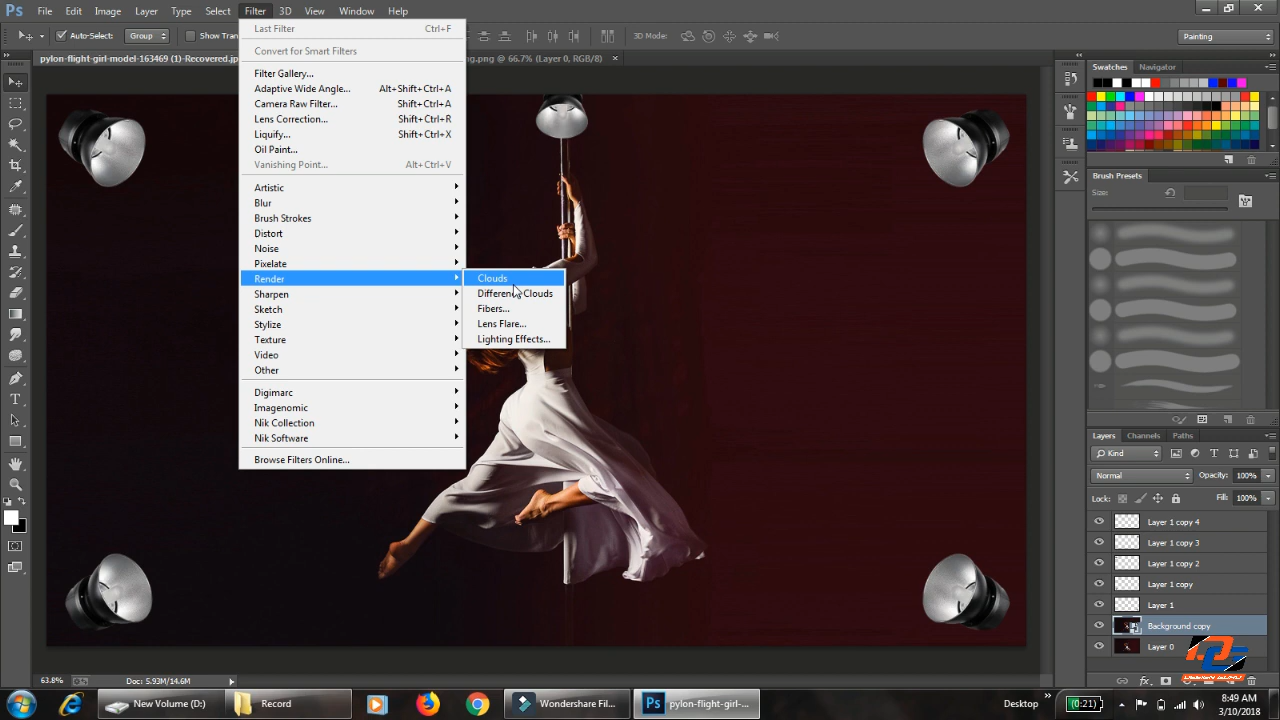 Ps File Edit Image Layer Type Select Filter 3D View Window Help
Auto-Select: Group Show Tran 3D Mode: Painting
pylon-flight-girl-model-163469 (1)-Recovered.jp ng.png @ 66.7% (Layer 0, RGB/8) ×
Last Filter Ctrl+F
Convert for Smart Filters
Filter Gallery...
Adaptive Wide Angle... Alt+Shift+Ctrl+A
Camera Raw Filter... Shift+Ctrl+A
Lens Correction... Shift+Ctrl+R
Liquify... Shift+Ctrl+X
Oil Paint...
Vanishing Point... Alt+Ctrl+V
Artistic
Blur
Brush Strokes
Distort
Noise
Pixelate
Render
Sharpen
Sketch
Stylize
Texture
Video
Other
Digimarc
Imagenomic
Nik Collection
Nik Software
Browse Filters Online...
Clouds
Difference Clouds
Fibers...
Lens Flare...
Lighting Effects...
Swatches Navigator
Brush Presets
Size:
Layers Channels Paths
Kind
Normal Opacity: 100%
Lock: Fill: 100%
Layer 1 copy 4
Layer 1 copy 3
Layer 1 copy 2
Layer 1 copy
Layer 1
Background copy
Layer 0
DESIGN GURU
63.8% Doc: 5.93M/14.6M
New Volume (D:) Record Wondershare Fil... Ps pylon-flight-girl-... Desktop (0:21) 8:49 AM
3/10/2018